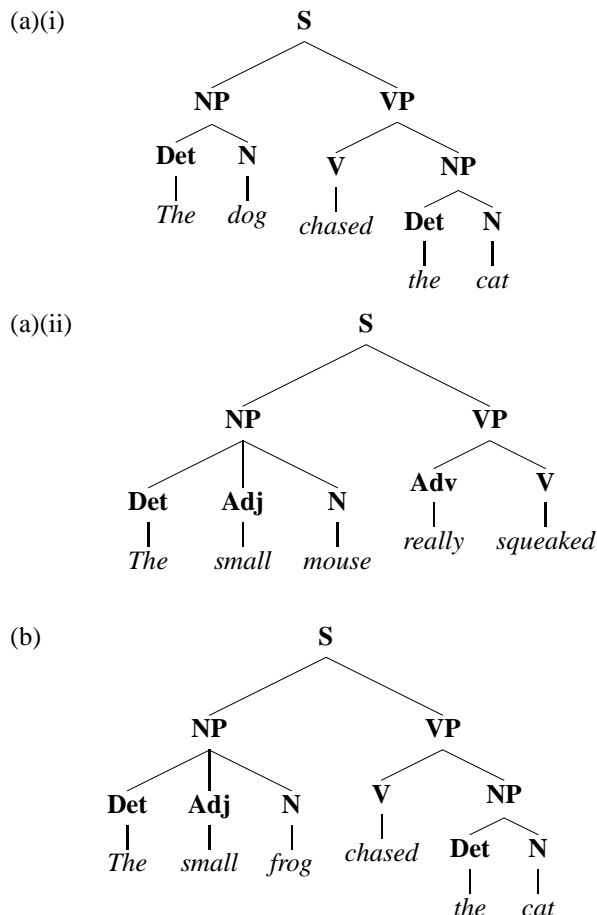 (a)(i) S
NP VP
Det N V NP
The dog chased Det N
the cat
(a)(ii) S
NP VP
Det Adj N Adv V
The small mouse really squeaked
(b) S
NP VP
Det Adj N V NP
The small frog chased Det N
the cat